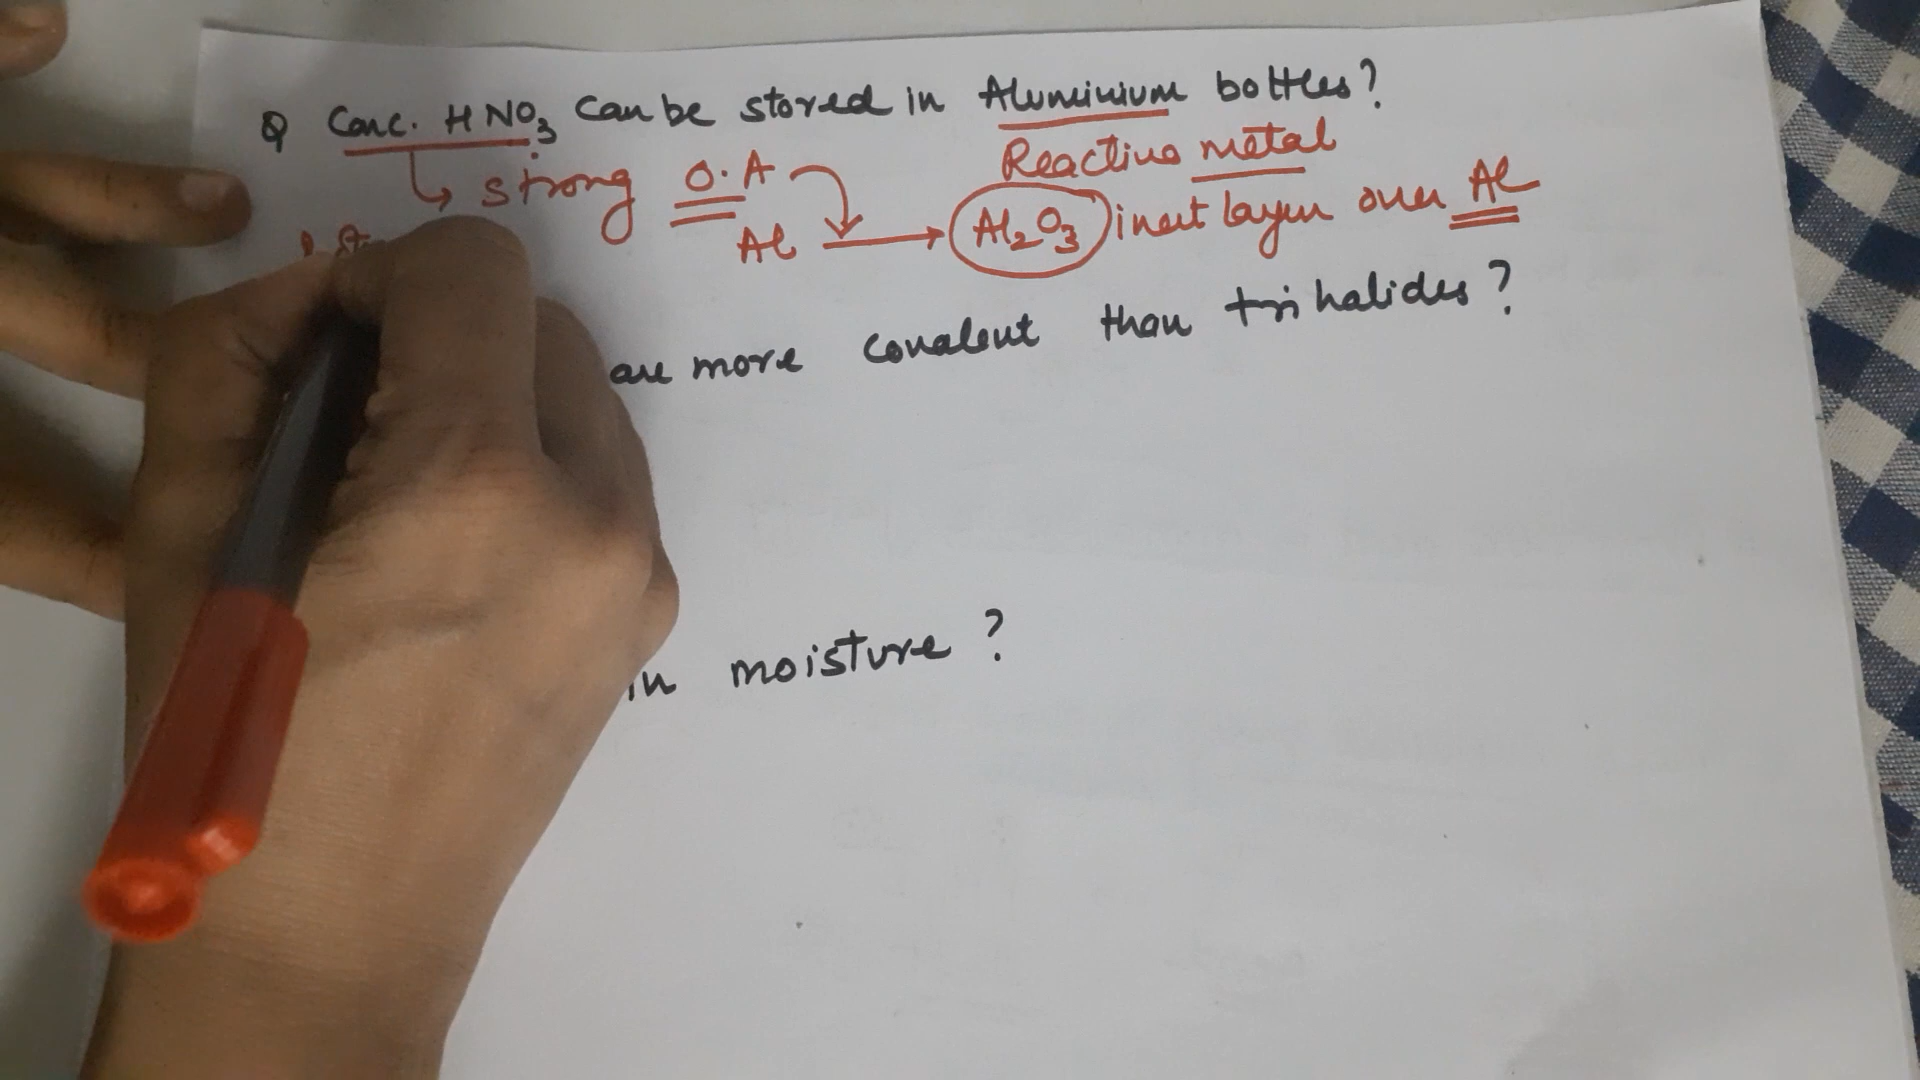 Q Conc. HNO3 can be stored in Aluminium bottles?
Reactive metal
strong O.A
Al → Al2O3 inert layer over Al
are more covalent than trihalides?
in moisture?